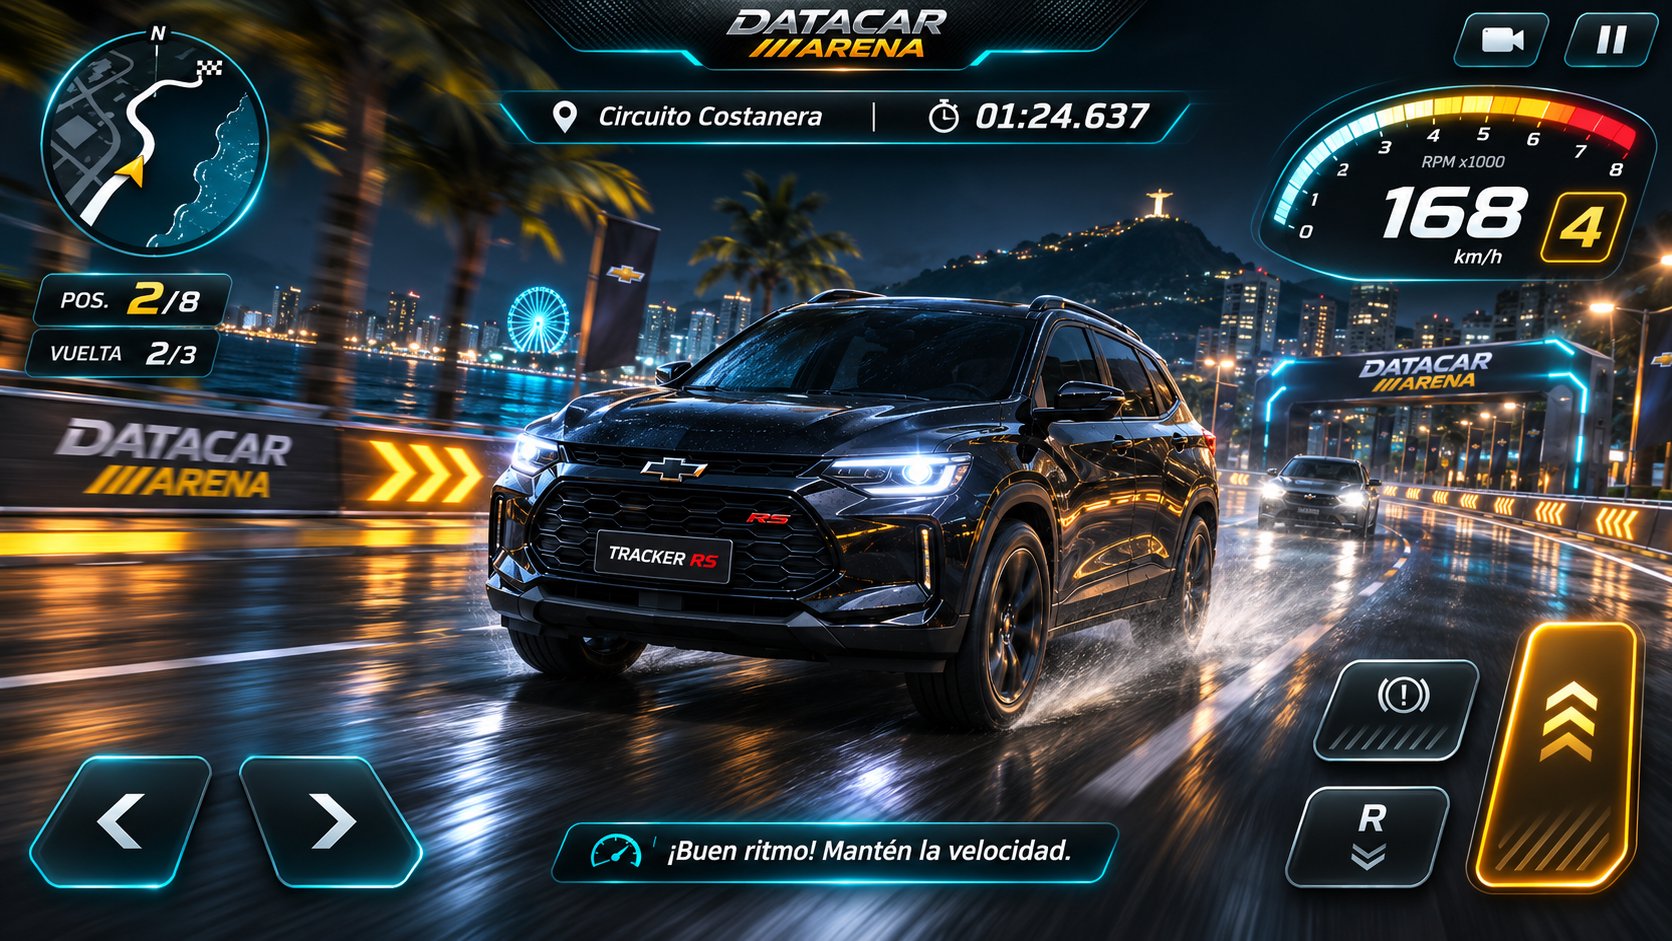 DATACAR
ARENA
N
Circuito Costanera
01:24.637
0 1 2 3 4 5 6 7 8
RPM x1000
168
km/h
4
POS. 2/8
VUELTA 2/3
DATACAR
ARENA
DATACAR
ARENA
RS
TRACKER RS
R
¡Buen ritmo! Mantén la velocidad.